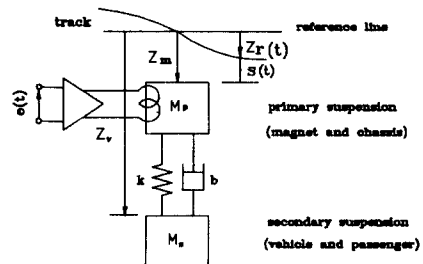 track
reference line
Zm
Zr(t)
s(t)
e(t)
Mp
primary suspension
(magnet and chassis)
Zv
k
b
Ms
secondary suspension
(vehicle and passenger)